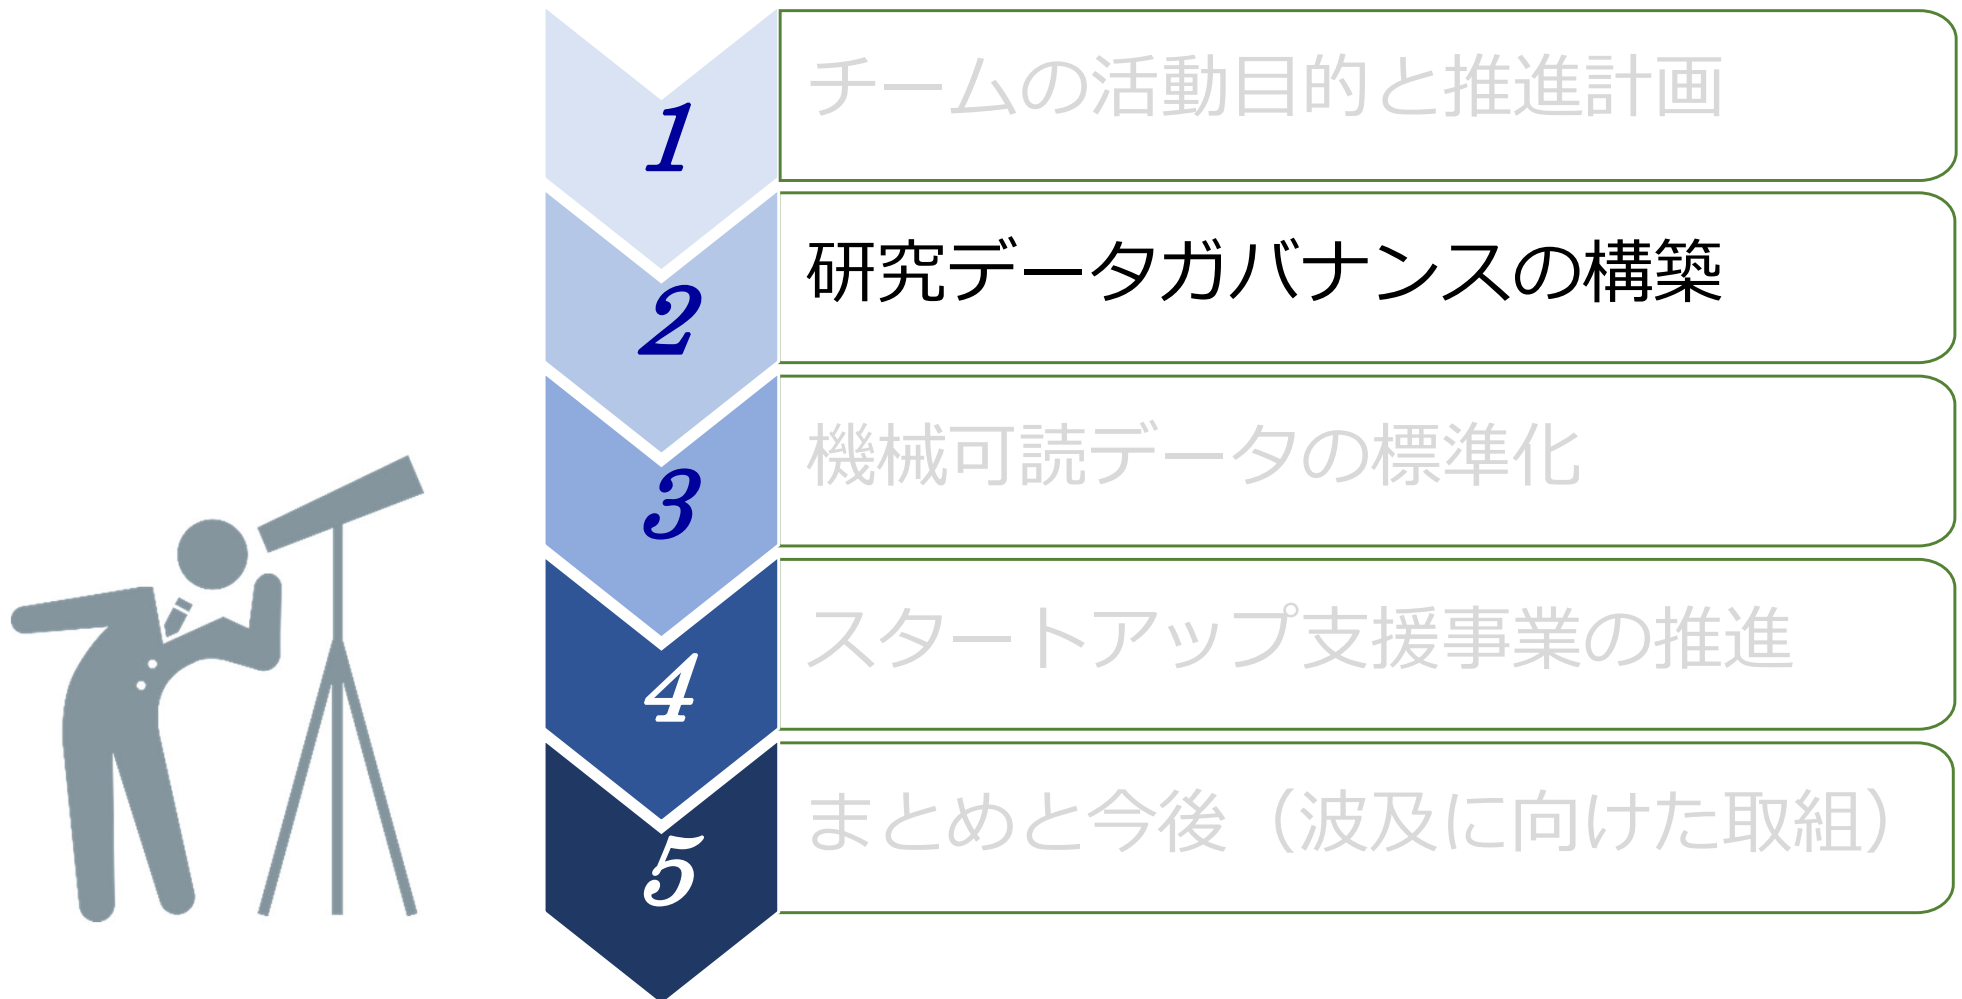 1
チームの活動目的と推進計画
2
研究データガバナンスの構築
3
機械可読データの標準化
4
スタートアップ支援事業の推進
5
まとめと今後（波及に向けた取組）